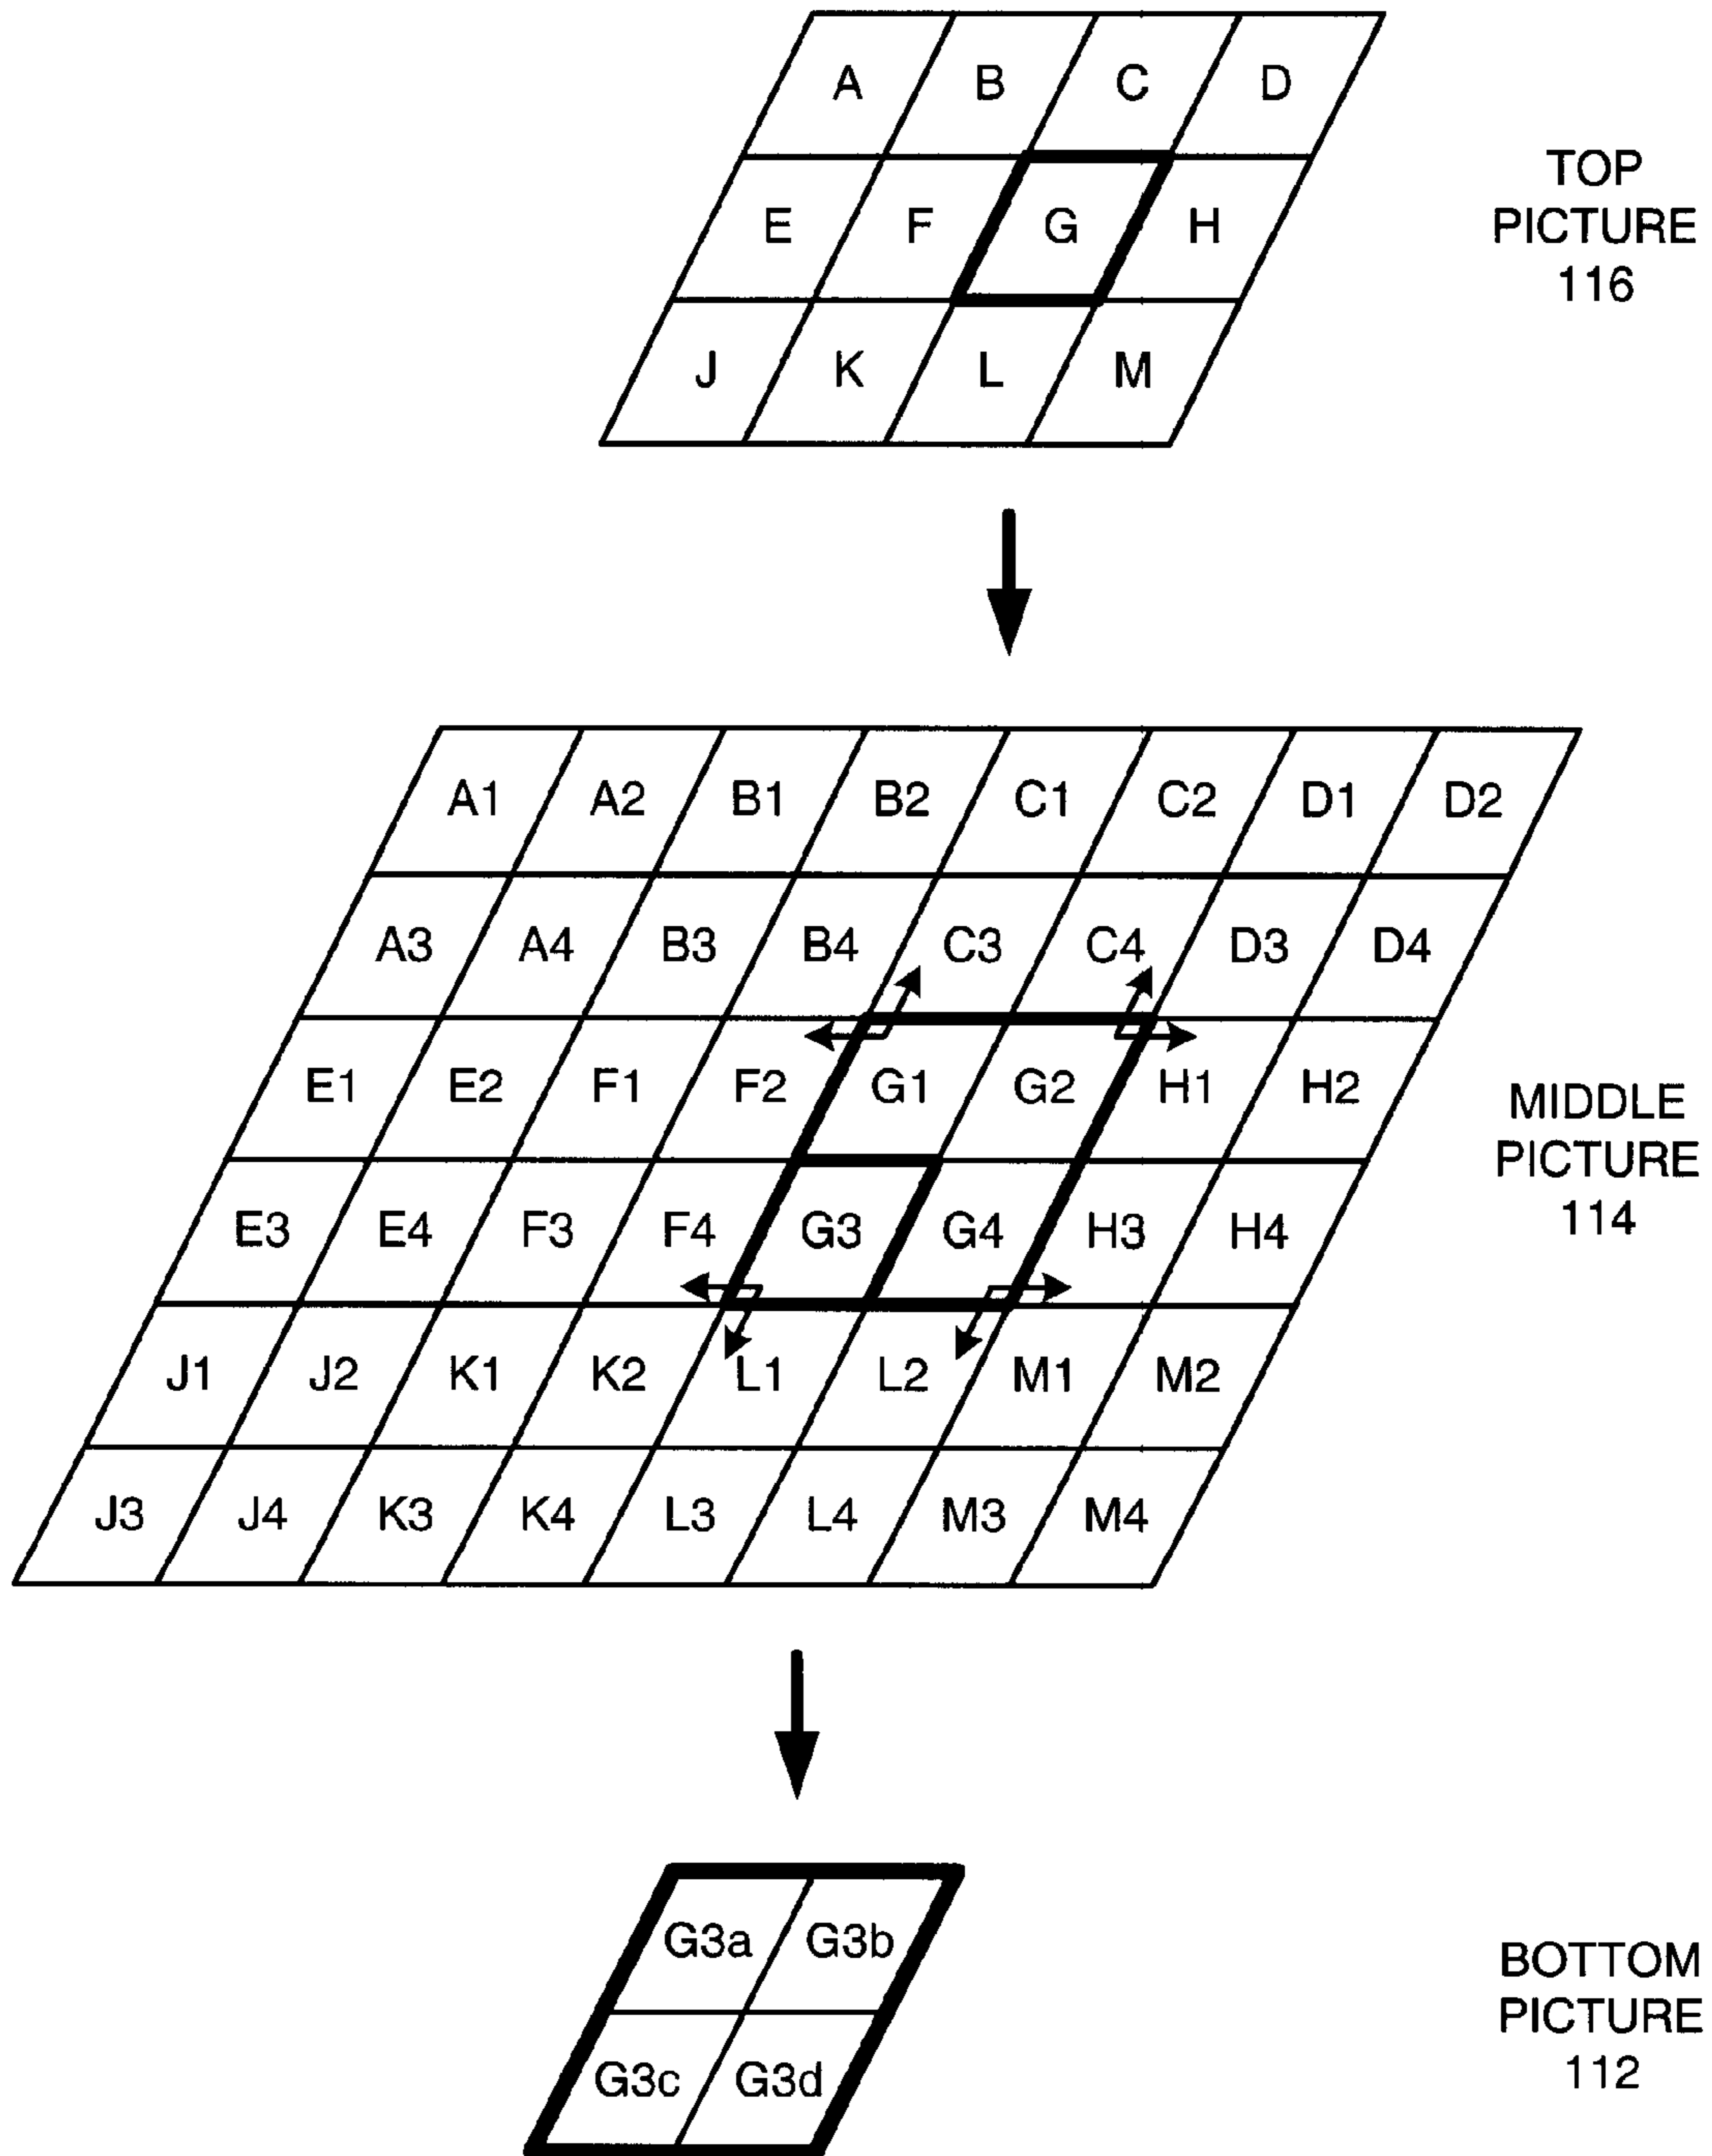 A B C D
E F G H
J K L M
TOP
PICTURE
116
A1 A2 B1 B2 C1 C2 D1 D2
A3 A4 B3 B4 C3 C4 D3 D4
E1 E2 F1 F2 G1 G2 H1 H2
E3 E4 F3 F4 G3 G4 H3 H4
J1 J2 K1 K2 L1 L2 M1 M2
J3 J4 K3 K4 L3 L4 M3 M4
MIDDLE
PICTURE
114
G3a G3b
G3c G3d
BOTTOM
PICTURE
112